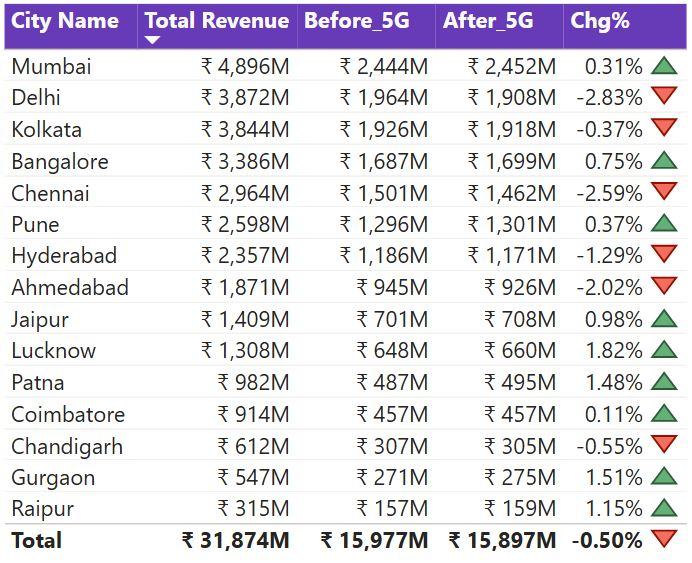 City Name Total Revenue Before_5G After_5G Chg%
Mumbai ₹ 4,896M ₹ 2,444M ₹ 2,452M 0.31%
Delhi ₹ 3,872M ₹ 1,964M ₹ 1,908M -2.83%
Kolkata ₹ 3,844M ₹ 1,926M ₹ 1,918M -0.37%
Bangalore ₹ 3,386M ₹ 1,687M ₹ 1,699M 0.75%
Chennai ₹ 2,964M ₹ 1,501M ₹ 1,462M -2.59%
Pune ₹ 2,598M ₹ 1,296M ₹ 1,301M 0.37%
Hyderabad ₹ 2,357M ₹ 1,186M ₹ 1,171M -1.29%
Ahmedabad ₹ 1,871M ₹ 945M ₹ 926M -2.02%
Jaipur ₹ 1,409M ₹ 701M ₹ 708M 0.98%
Lucknow ₹ 1,308M ₹ 648M ₹ 660M 1.82%
Patna ₹ 982M ₹ 487M ₹ 495M 1.48%
Coimbatore ₹ 914M ₹ 457M ₹ 457M 0.11%
Chandigarh ₹ 612M ₹ 307M ₹ 305M -0.55%
Gurgaon ₹ 547M ₹ 271M ₹ 275M 1.51%
Raipur ₹ 315M ₹ 157M ₹ 159M 1.15%
Total ₹ 31,874M ₹ 15,977M ₹ 15,897M -0.50%